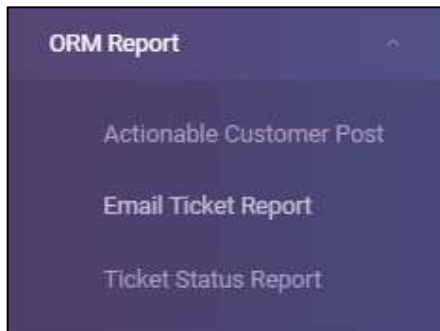 ORM Report
Actionable Customer Post
Email Ticket Report
Ticket Status Report